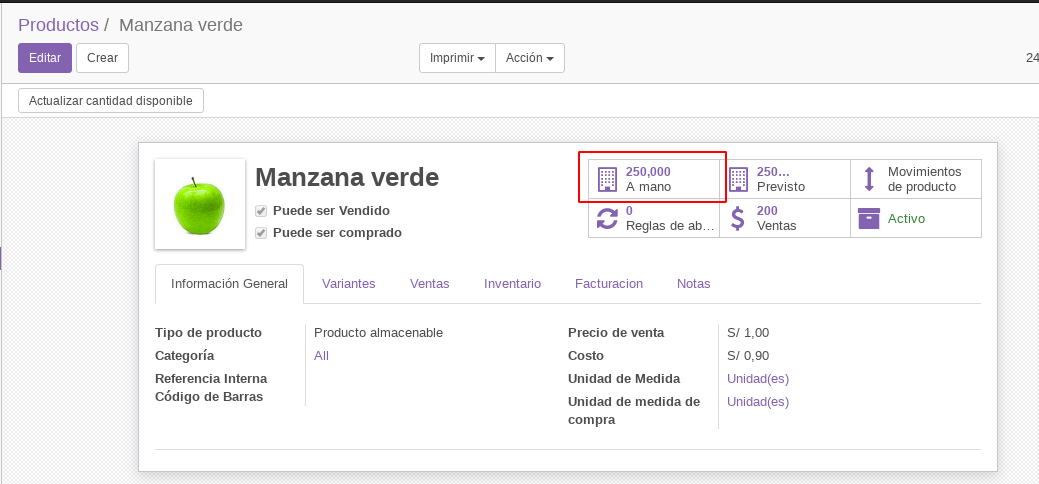 Productos / Manzana verde
Editar Crear Imprimir Acción 24
Actualizar cantidad disponible
Manzana verde
Puede ser Vendido
Puede ser comprado
250,000
A mano
250…
Previsto
Movimientos
de producto
0
Reglas de ab…
200
Ventas
Activo
Información General Variantes Ventas Inventario Facturacion Notas
Tipo de producto Producto almacenable
Categoría All
Referencia Interna
Código de Barras
Precio de venta S/ 1,00
Costo S/ 0,90
Unidad de Medida Unidad(es)
Unidad de medida de Unidad(es)
compra